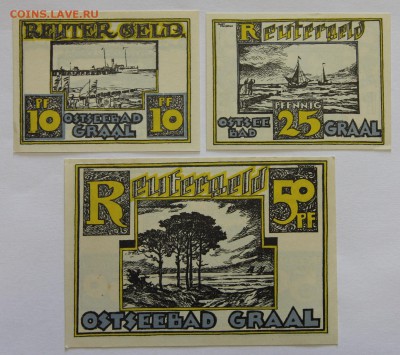 COINS.LAVE.RU
REUTER GELD.
PF
10
PF
10
OSTSEEBAD
GRAAL
Reutergeld
PFENNIG
25
OSTSEE
BAD
GRAAL
Reutergeld
50
PF
OSTSEEBAD GRAAL